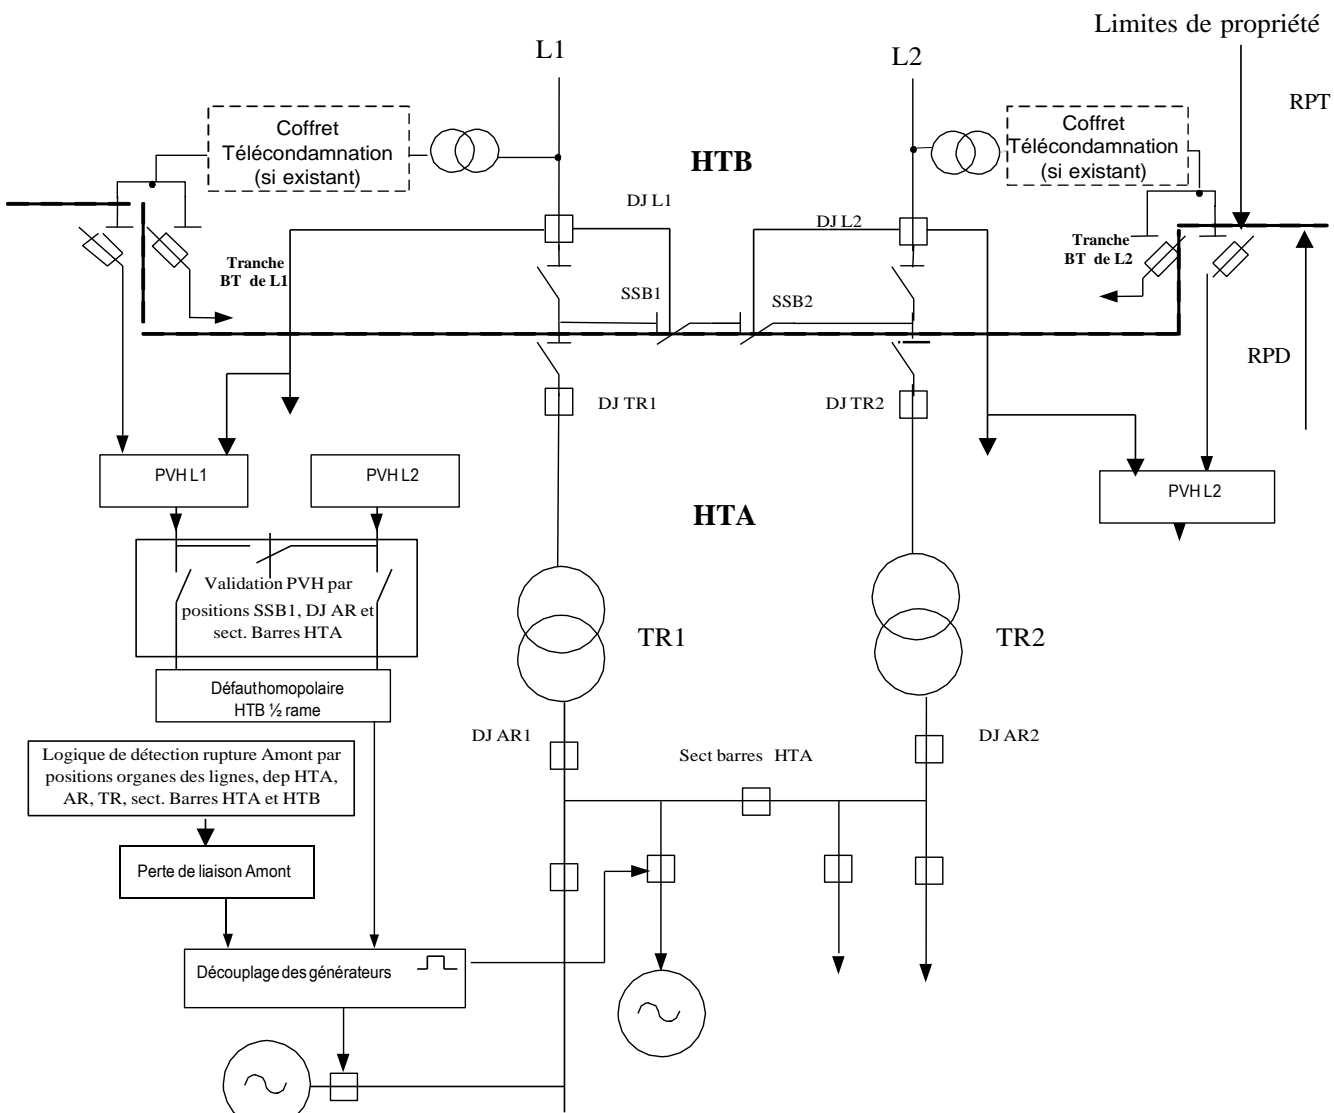 Limites de propriété
L1
L2
RPT
Coffret
Télécondamnation
(si existant)
Coffret
Télécondamnation
(si existant)
HTB
DJ L1
DJ L2
Tranche
BT de L1
Tranche
BT de L2
SSB1
SSB2
RPD
DJ TR1
DJ TR2
PVH L1
PVH L2
PVH L2
HTA
Validation PVH par
positions SSB1, DJ AR et
sect. Barres HTA
TR1
TR2
Défaut homopolaire
HTB ½ rame
DJ AR1
DJ AR2
Sect barres HTA
Logique de détection rupture Amont par
positions organes des lignes, dep HTA,
AR, TR, sect. Barres HTA et HTB
Perte de liaison Amont
Découplage des générateurs